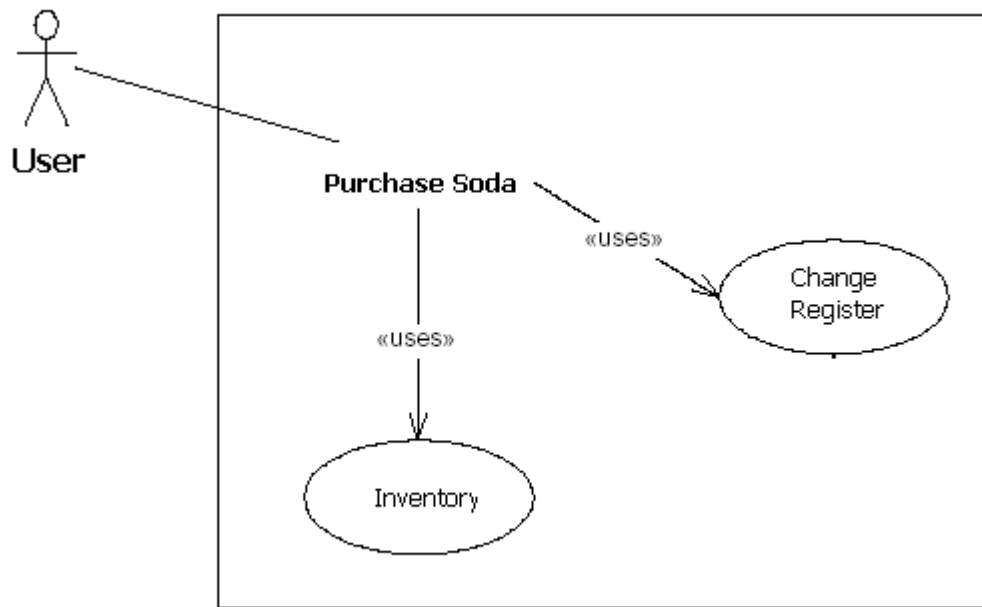 User
Purchase Soda
«uses»
Change
Register
«uses»
Inventory